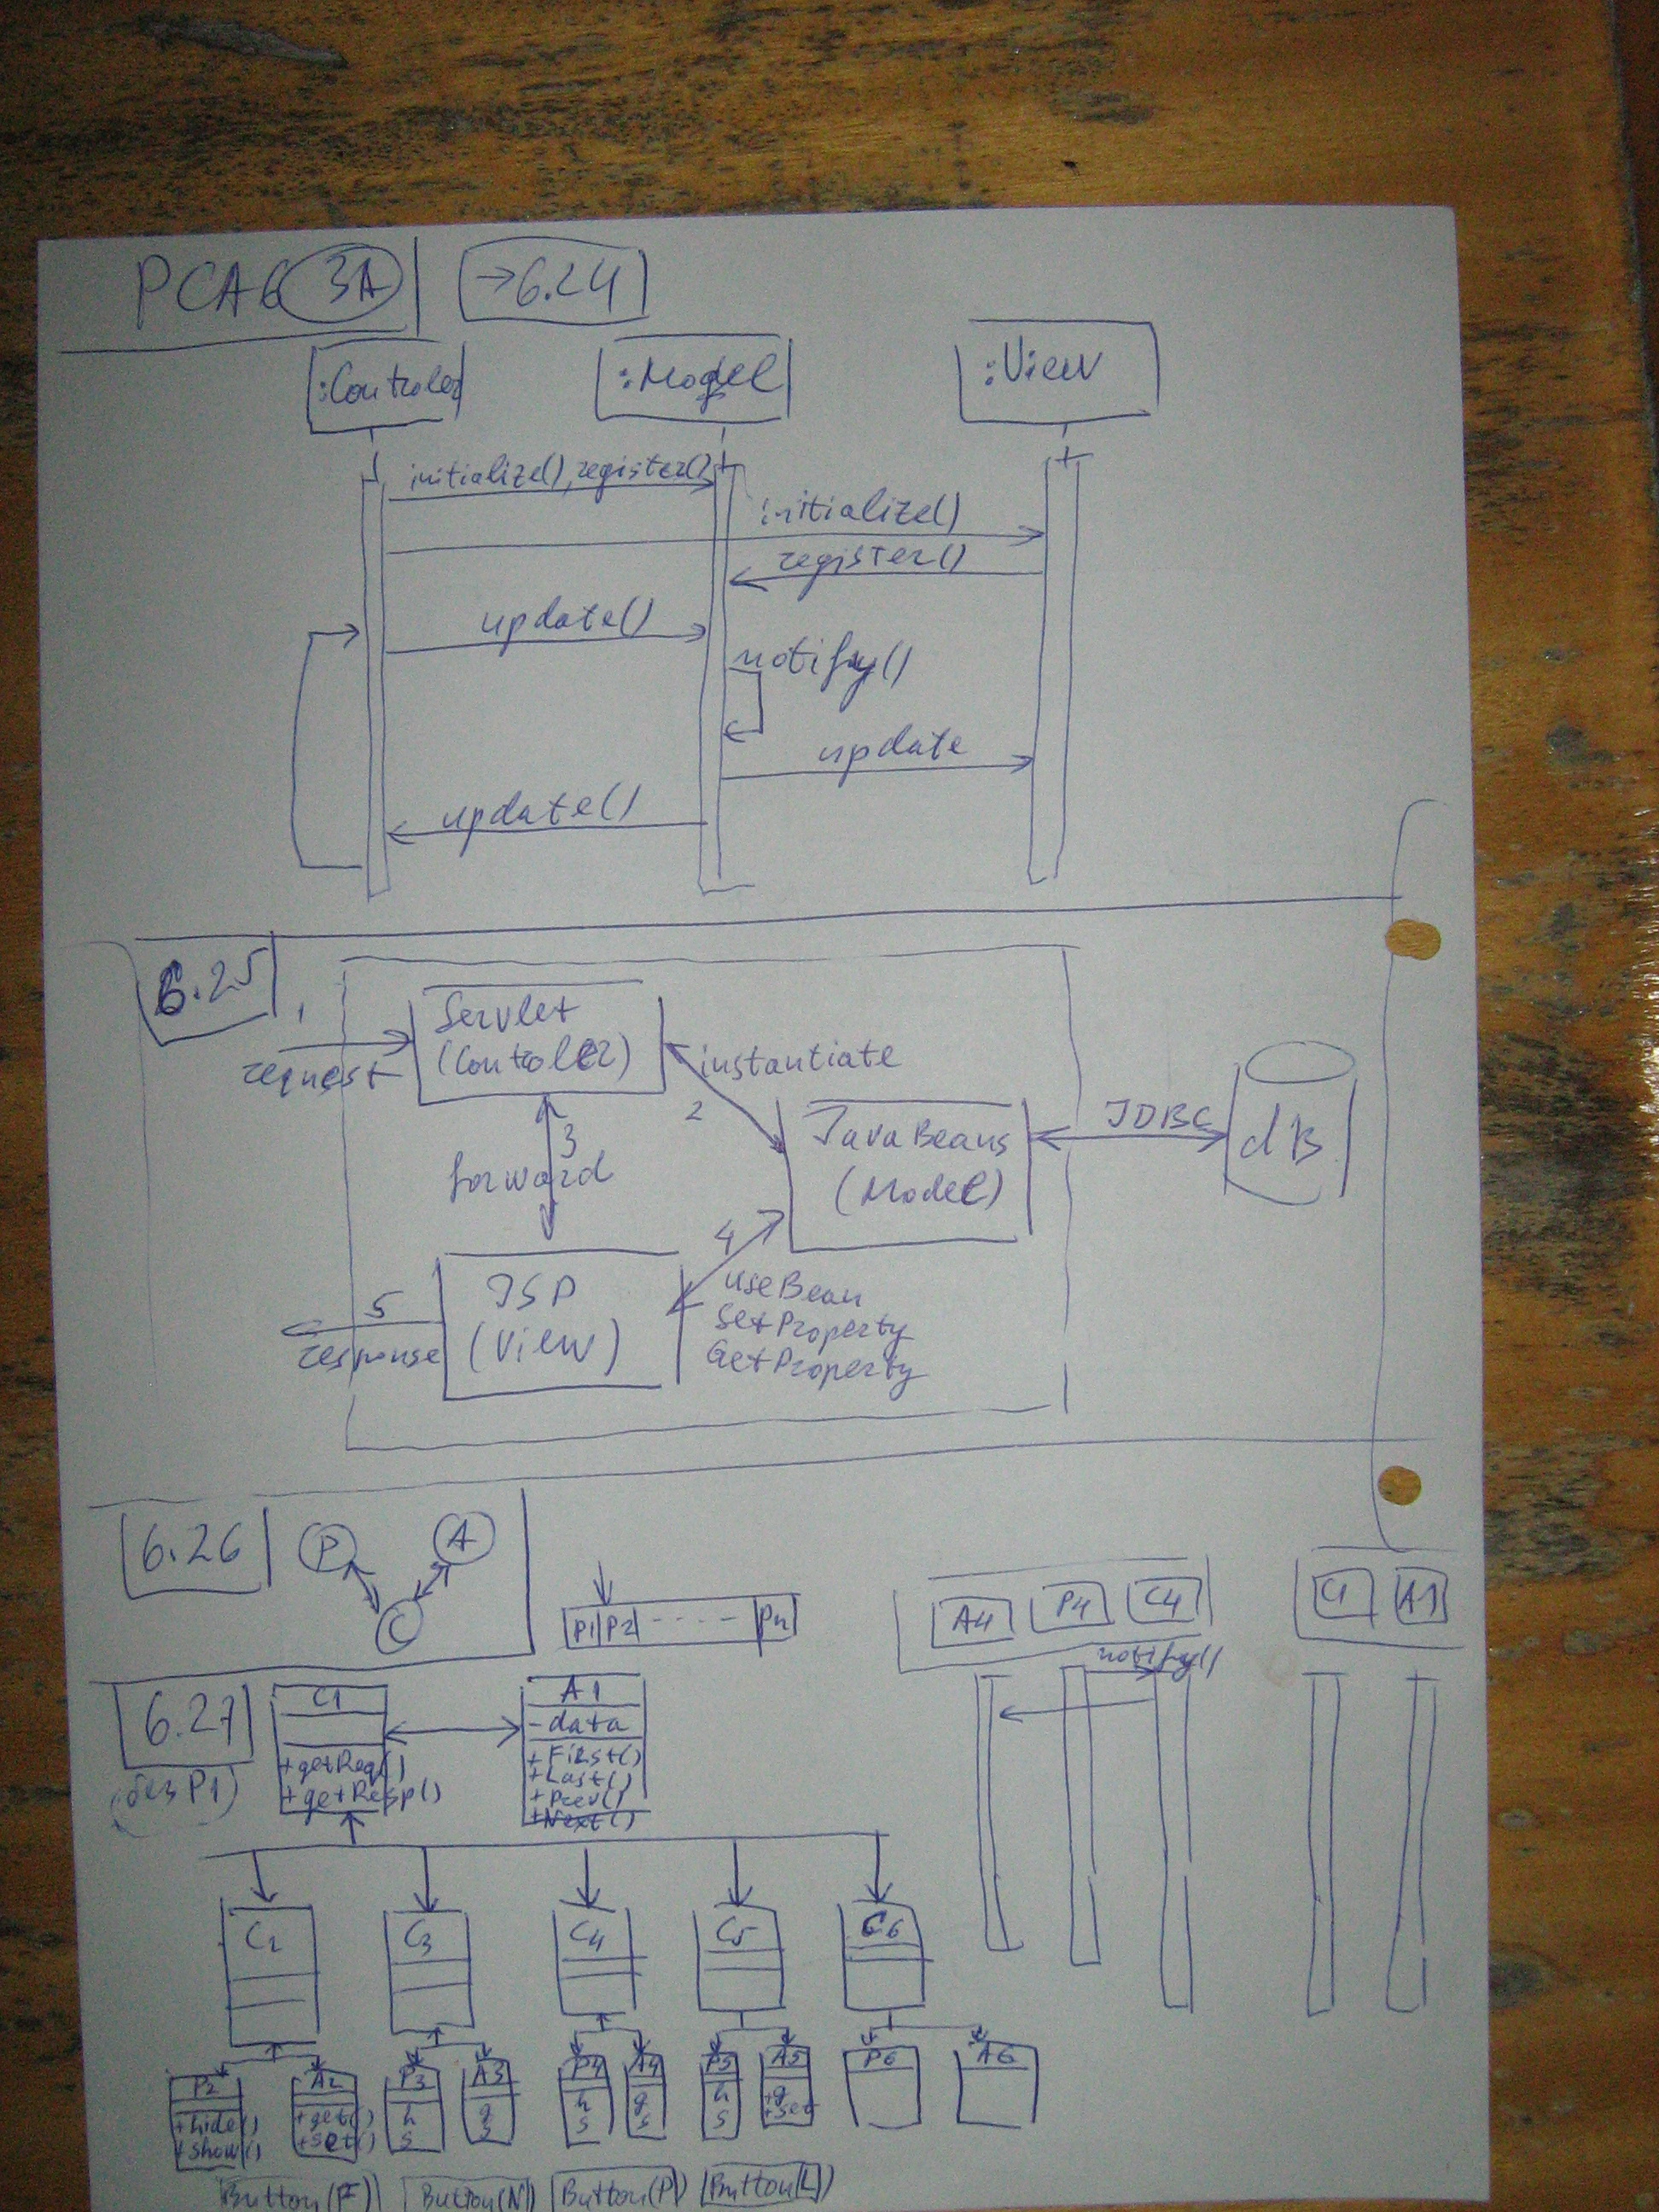 PCA6 3A →6.24
:Controler :Model :View
initialize(), register()
initialize()
register()
update()
notify()
update
update()
6.25
1
request
Servlet
(Controler)
instantiate
2
3
forward
JavaBeans
(Model)
JDBC
dB
4
useBean
SetProperty
GetProperty
JSP
(View)
5
response
6.26 P A
C
P1 P2 - - - - Pn
A4 P4 C4 C1 A1
notify()
6.27
(без P1)
C1
+getReq()
+getResp()
A1
-data
+First()
+Last()
+Prev()
+Next()
C2 C3 C4 C5 C6
P2 A2 P3 A3 P4 A4 P5 A5 P6 A6
+hide() +get() h g h g h +g
+show() +set() s s s s s +set
Button(F) Button(N) Button(P) Button(L)